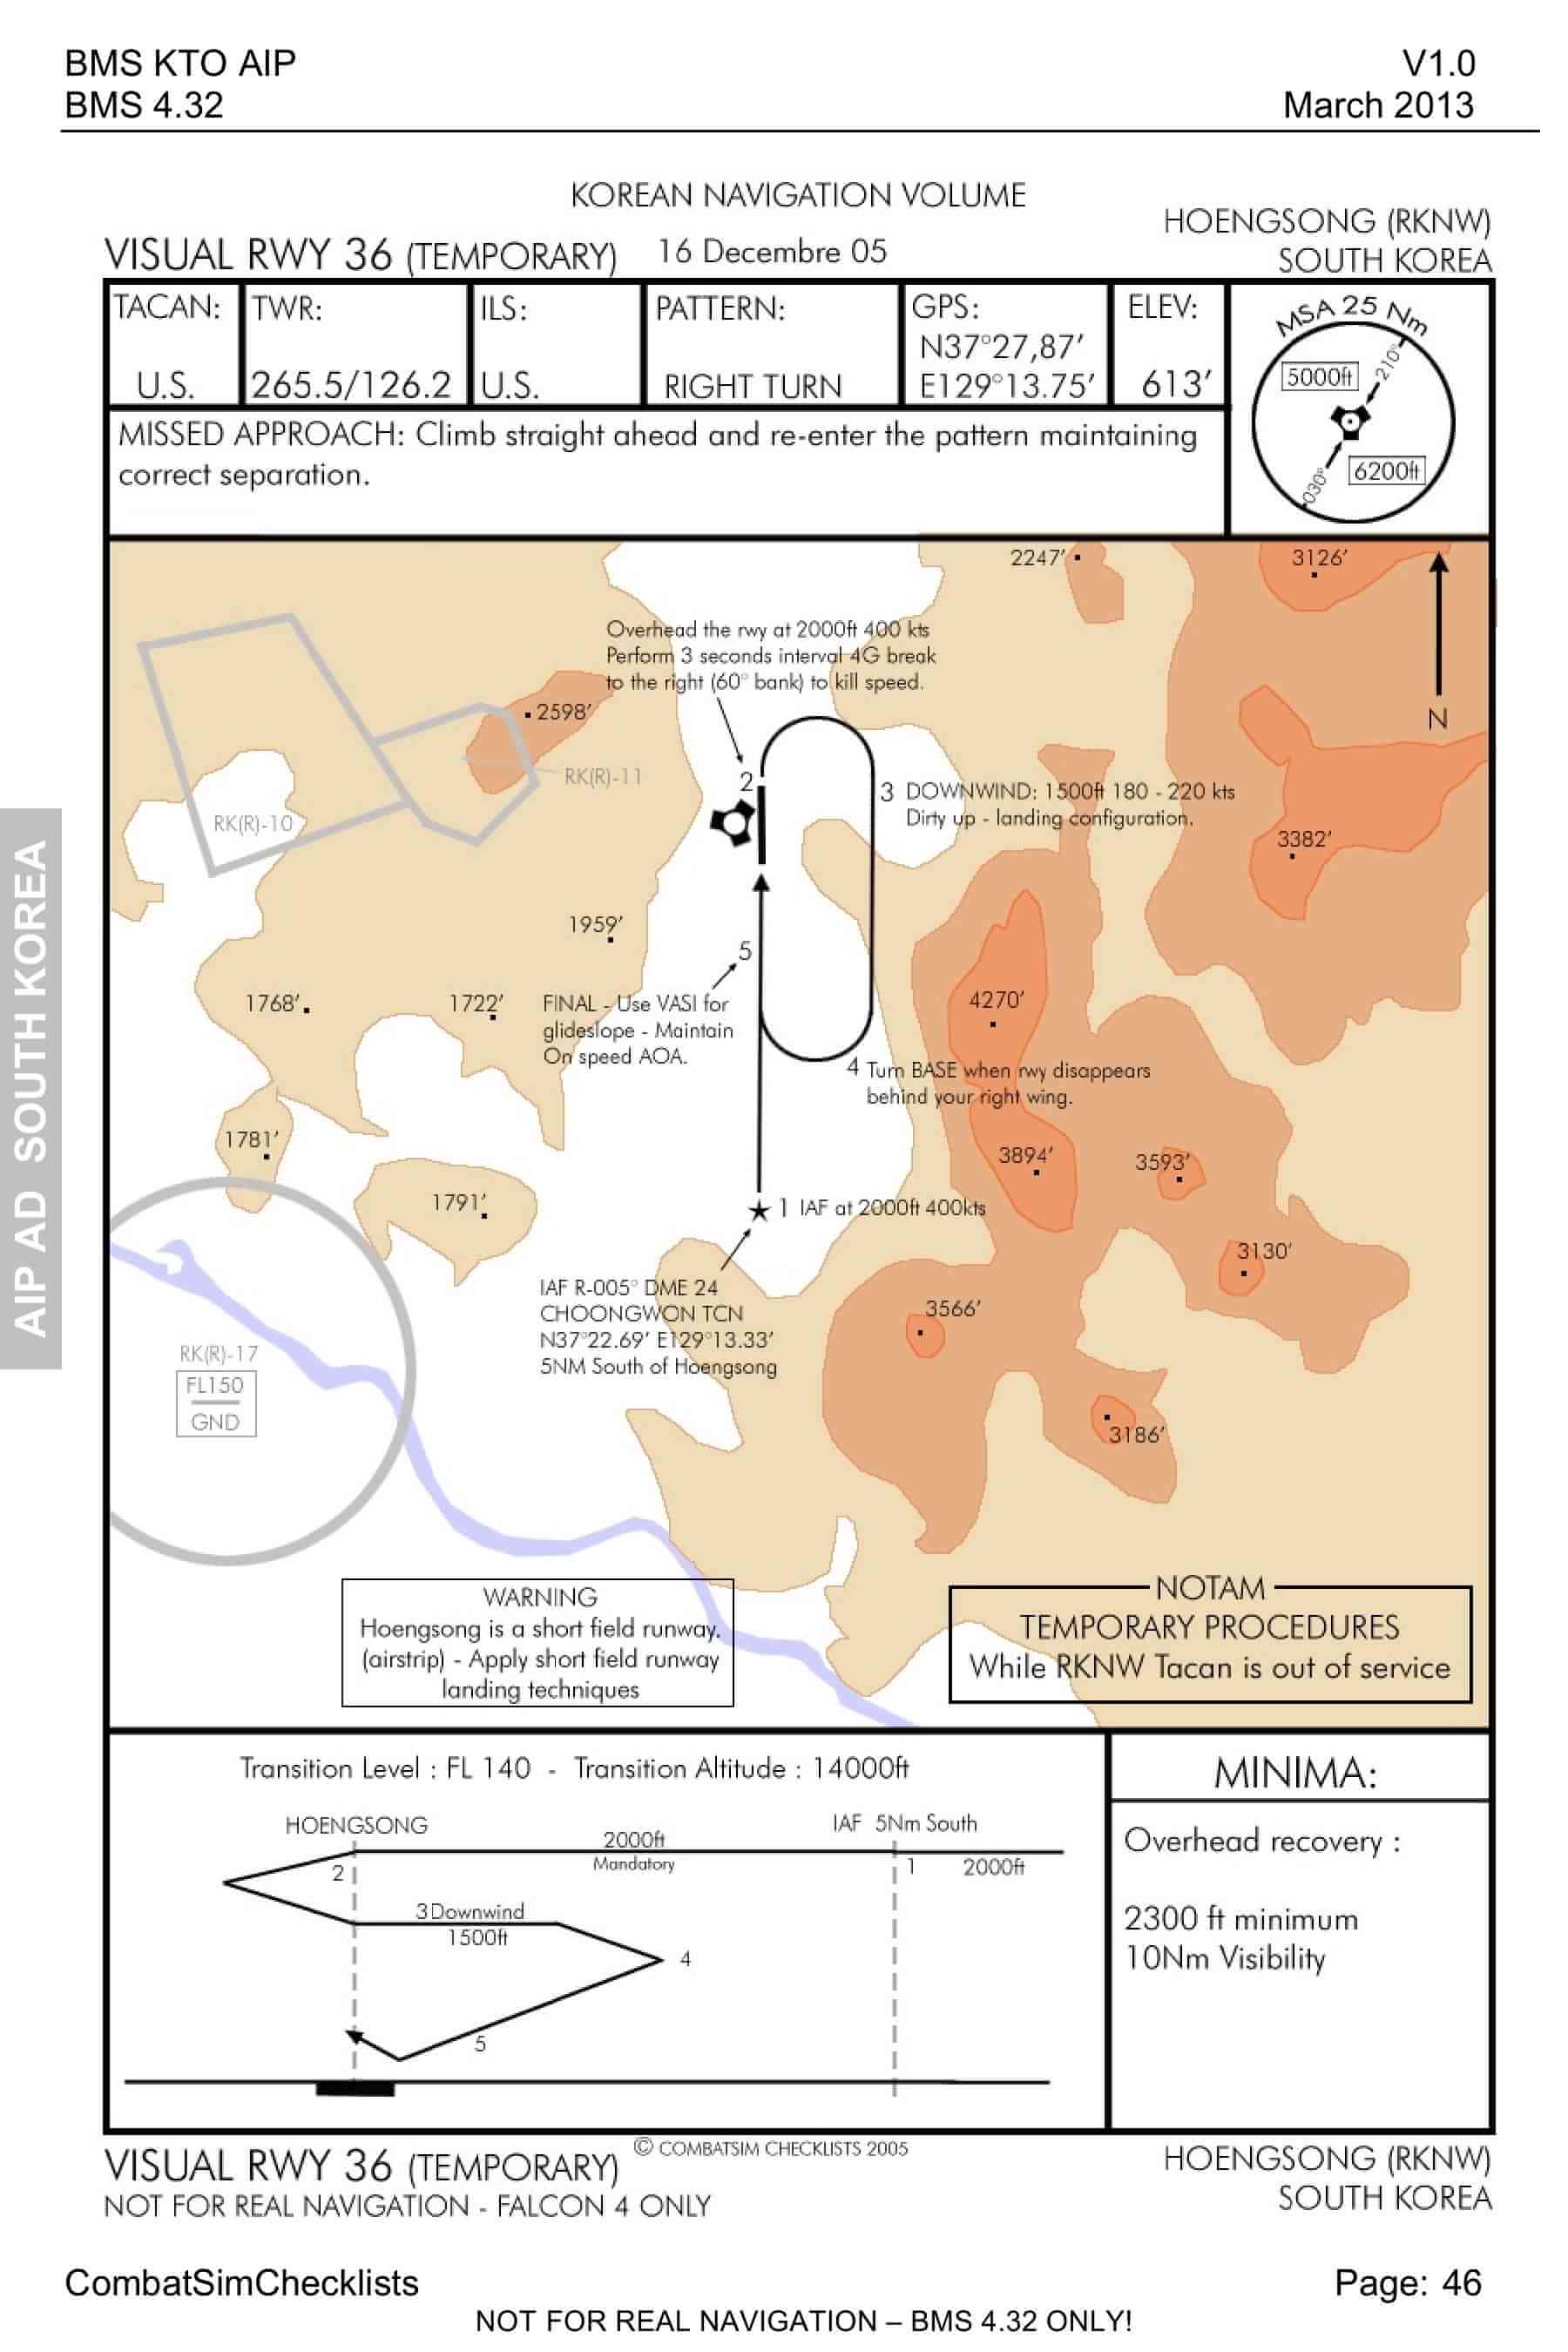 BMS KTO AIP
V1.0
BMS 4.32
March 2013
KOREAN NAVIGATION VOLUME
HOENGSONG (RKNW)
VISUAL RWY 36 (TEMPORARY)
16 Decembre 05
SOUTH KOREA
TACAN:
U.S.
TWR:
265.5/126.2
ILS:
U.S.
PATTERN:
RIGHT TURN
GPS:
N37°27,87′
E129°13.75′
ELEV:
613′
MSA 25 Nm
5000ft
210°
6200ft
030°
MISSED APPROACH: Climb straight ahead and re-enter the pattern maintaining
correct separation.
2247′
3126′
Overhead the rwy at 2000ft 400 kts
Perform 3 seconds interval 4G break
to the right (60° bank) to kill speed.
2598′
N
RK(R)-11
2
RK(R)-10
3 DOWNWIND: 1500ft 180 - 220 kts
Dirty up - landing configuration.
3382′
1959′
5
1768′
1722′
FINAL - Use VASI for
glideslope - Maintain
On speed AOA.
4270′
4 Turn BASE when rwy disappears
behind your right wing.
1781′
3894′
3593′
1791′
1 IAF at 2000ft 400kts
3130′
IAF R-005° DME 24
CHOONGWON TCN
N37°22.69′ E129°13.33′
5NM South of Hoengsong
3566′
RK(R)-17
FL150
GND
3186′
WARNING
Hoengsong is a short field runway.
(airstrip) - Apply short field runway
landing techniques
NOTAM
TEMPORARY PROCEDURES
While RKNW Tacan is out of service
Transition Level : FL 140 - Transition Altitude : 14000ft
HOENGSONG
IAF 5Nm South
2000ft
Mandatory
2
1
2000ft
3 Downwind
1500ft
4
5
MINIMA:
Overhead recovery :
2300 ft minimum
10Nm Visibility
© COMBATSIM CHECKLISTS 2005
VISUAL RWY 36 (TEMPORARY)
HOENGSONG (RKNW)
NOT FOR REAL NAVIGATION - FALCON 4 ONLY
SOUTH KOREA
AIP AD SOUTH KOREA
CombatSimChecklists
Page: 46
NOT FOR REAL NAVIGATION – BMS 4.32 ONLY!